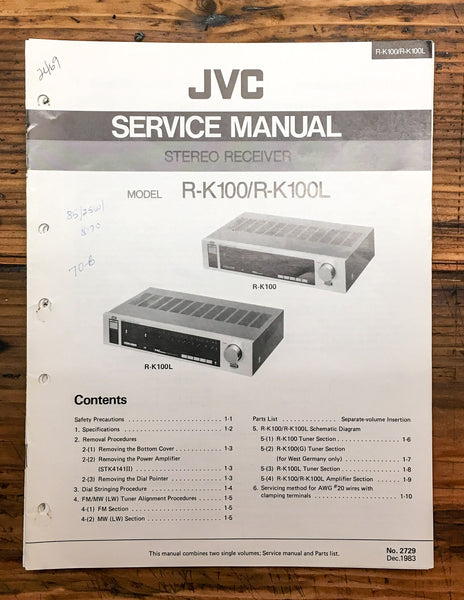 R-K100/R-K100L
2469
JVC
SERVICE MANUAL
STEREO RECEIVER
MODEL R-K100/R-K100L
R-K100
R-K100L
Contents
Safety Precautions 1-1
1. Specifications 1-2
2. Removal Procedures
2-(1) Removing the Bottom Cover 1-3
2-(2) Removing the Power Amplifier
(STK4141II) 1-3
2-(3) Removing the Dial Pointer 1-3
3. Dial Stringing Procedure 1-4
4. FM/MW (LW) Tuner Alignment Procedures 1-5
4-(1) FM Section 1-5
4-(2) MW (LW) Section 1-5
Parts List Separate-volume Insertion
5. R-K100/R-K100L Schematic Diagram
5-(1) R-K100 Tuner Section 1-6
5-(2) R-K100(G) Tuner Section
(for West Germany only) 1-7
5-(3) R-K100L Tuner Section 1-8
5-(4) R-K100/R-K100L Amplifier Section 1-9
6. Servicing method for AWG #20 wires with
clamping terminals 1-10
This manual combines two single volumes; Service manual and Parts list.
No. 2729
Dec.1983